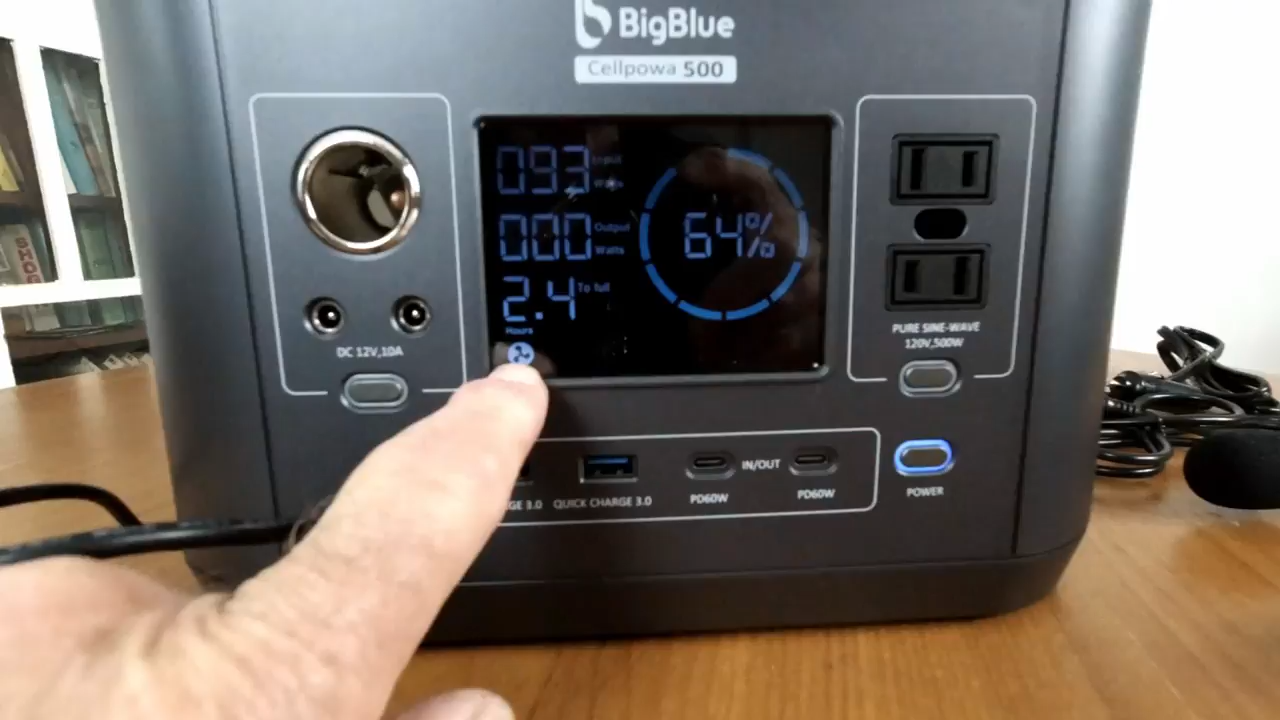 BigBlue
Cellpowa 500
093 Input
Watts
000 Output
Watts
2.4 To full
Hours
64%
DC 12V,10A
PURE SINE-WAVE
120V,500W
GE 3.0
QUICK CHARGE 3.0
PD60W
IN/OUT
PD60W
POWER